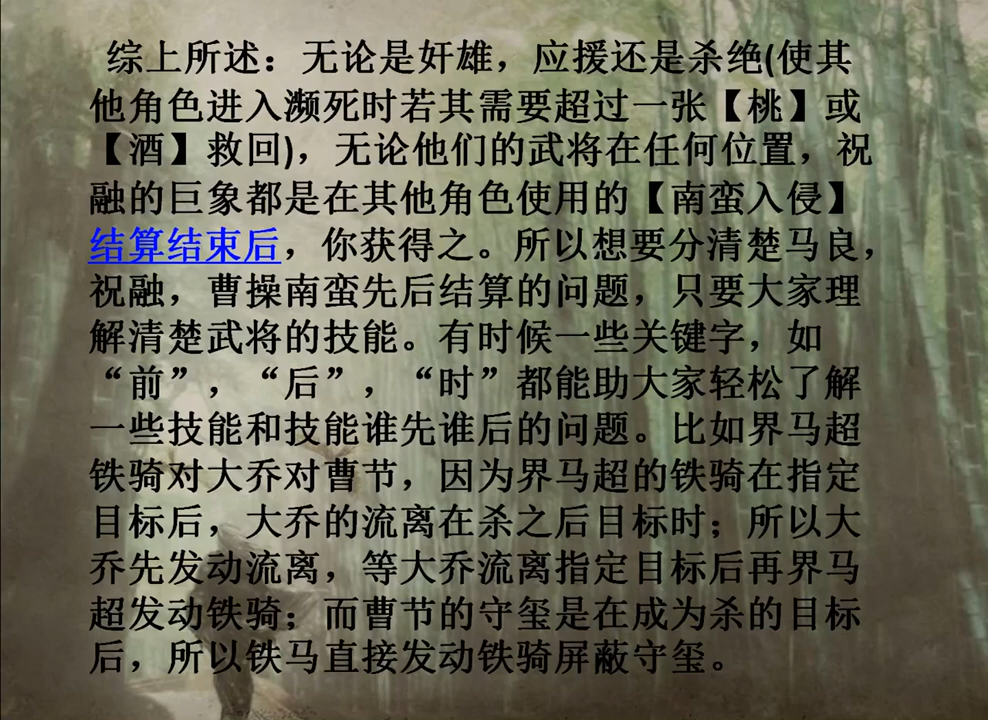 综上所述：无论是奸雄，应援还是杀绝(使其
他角色进入濒死时若其需要超过一张【桃】或
【酒】救回)，无论他们的武将在任何位置，祝
融的巨象都是在其他角色使用的【南蛮入侵】
结算结束后，你获得之。所以想要分清楚马良，
祝融，曹操南蛮先后结算的问题，只要大家理
解清楚武将的技能。有时候一些关键字，如
“前”，“后”，“时”都能助大家轻松了解
一些技能和技能谁先谁后的问题。比如界马超
铁骑对大乔对曹节，因为界马超的铁骑在指定
目标后，大乔的流离在杀之后目标时；所以大
乔先发动流离，等大乔流离指定目标后再界马
超发动铁骑；而曹节的守玺是在成为杀的目标
后，所以铁马直接发动铁骑屏蔽守玺。